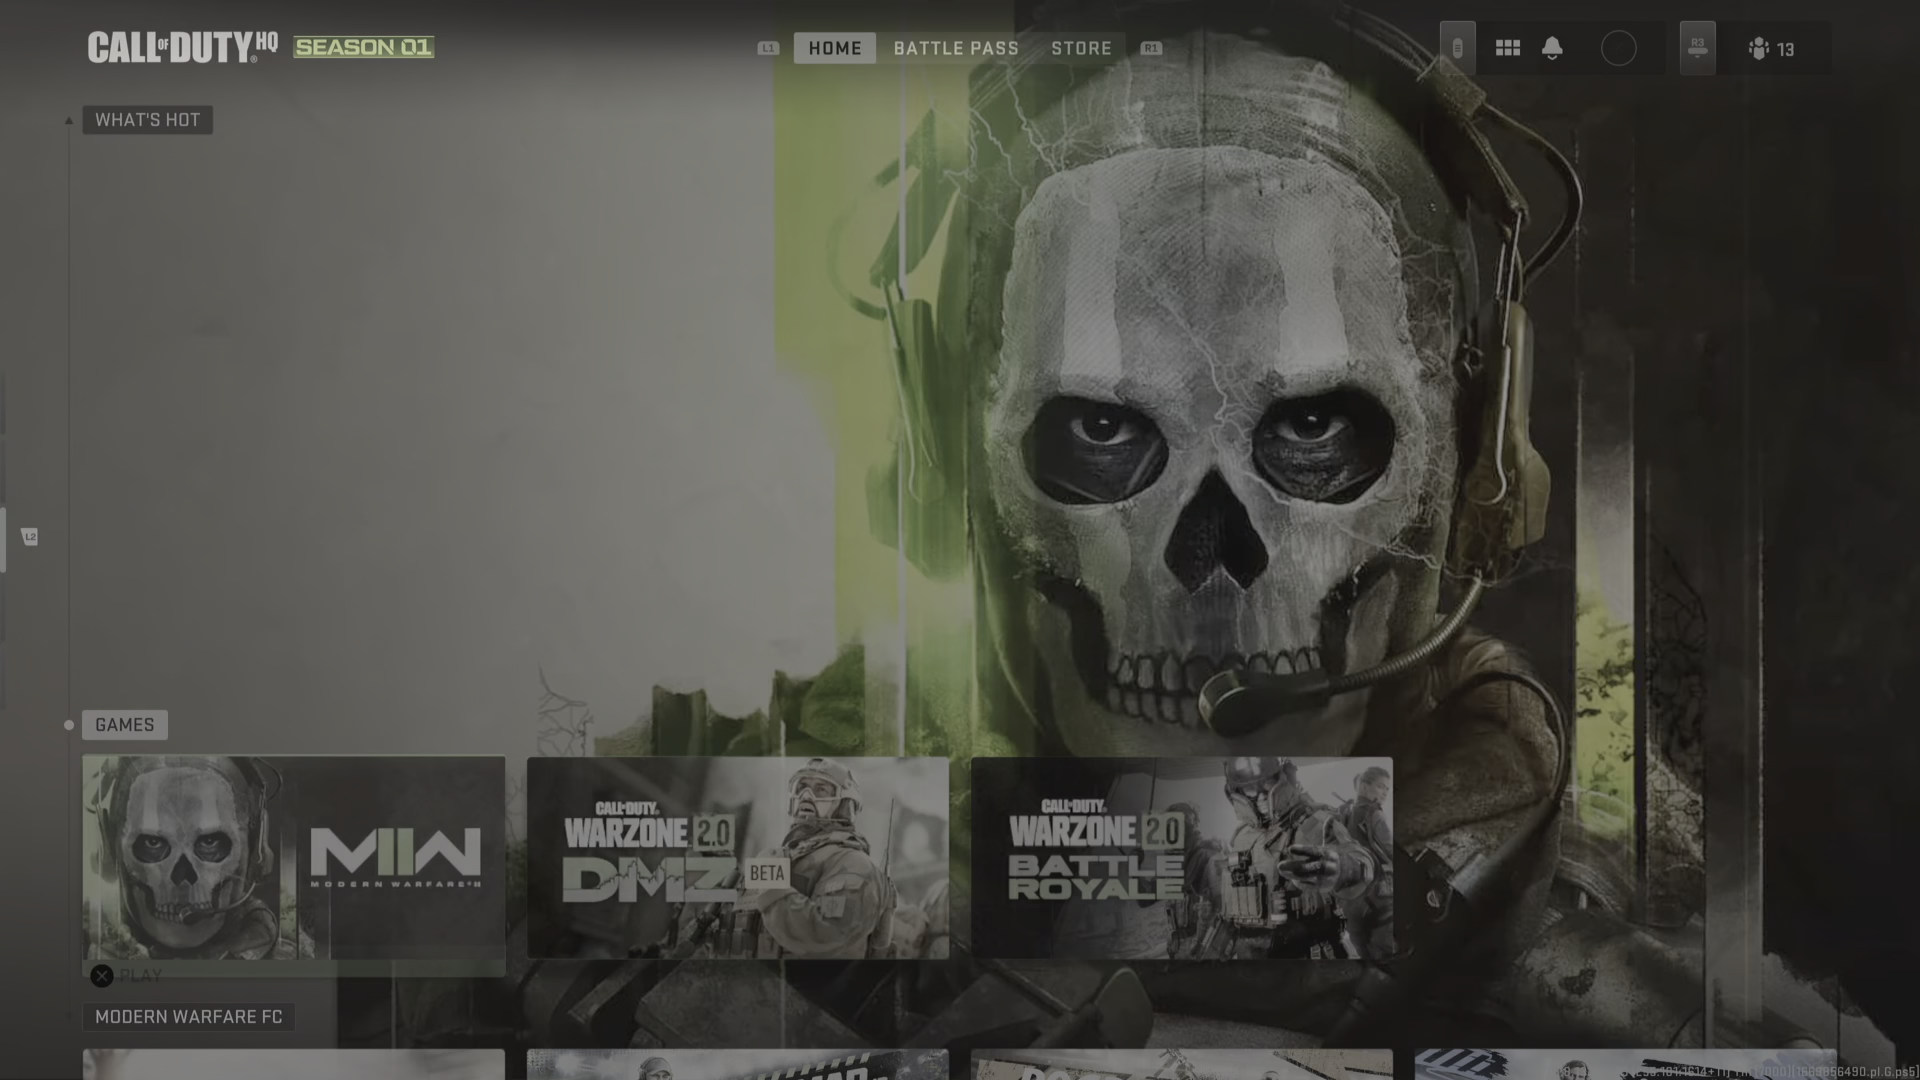 CALL OF DUTY HQ SEASON 01
L1 HOME BATTLE PASS STORE R1
R3 13
WHAT'S HOT
L2
GAMES
MIIW
MODERN WARFARE II
CALL OF DUTY
WARZONE 2.0
DMZ BETA
CALL OF DUTY
WARZONE 2.0
BATTLE
ROYALE
PLAY
MODERN WARFARE FC